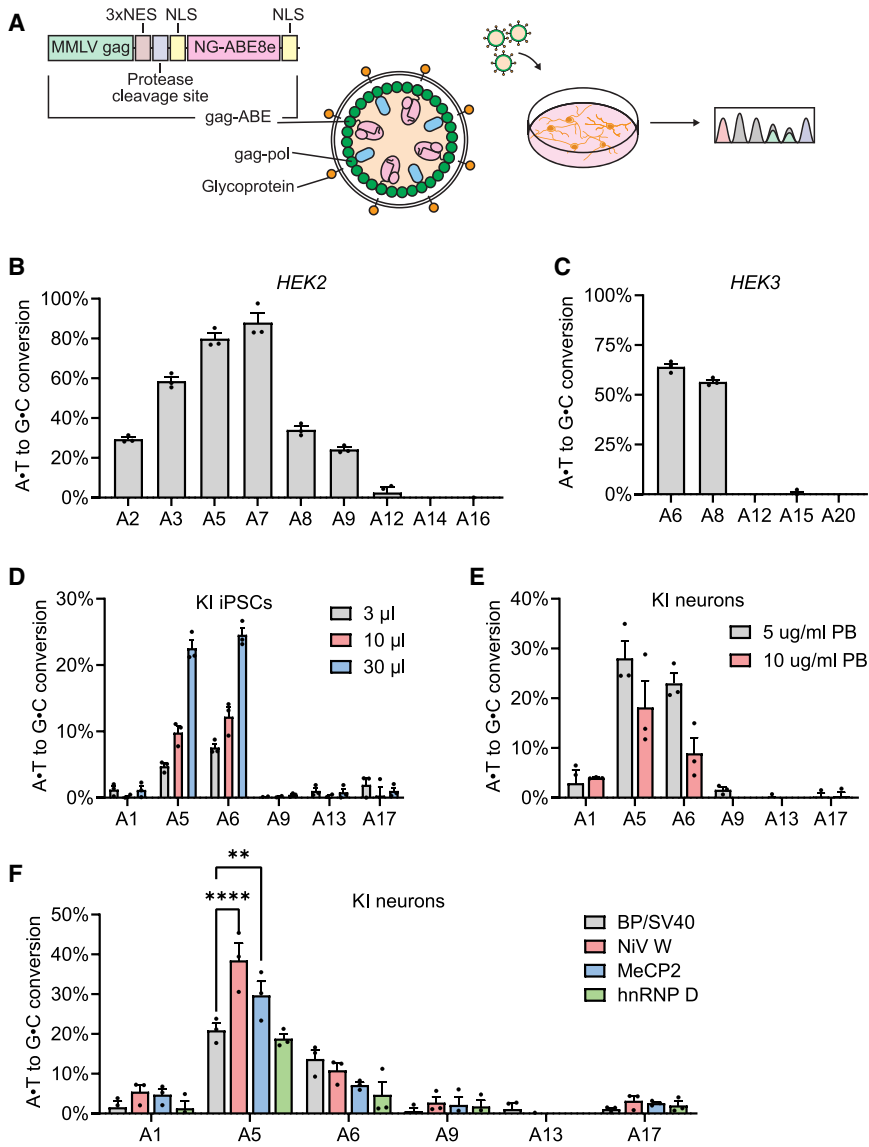 A
3xNES NLS NLS
MMLV gag NG-ABE8e
Protease
cleavage site
gag-ABE
gag-pol
Glycoprotein
B
HEK2
A•T to G•C conversion
100%
80%
60%
40%
20%
0%
A2 A3 A5 A7 A8 A9 A12 A14 A16
C
HEK3
A•T to G•C conversion
100%
75%
50%
25%
0%
A6 A8 A12 A15 A20
D
KI iPSCs
A•T to G•C conversion
30%
20%
10%
0%
A1 A5 A6 A9 A13 A17
3 µl
10 µl
30 µl
E
KI neurons
A•T to G•C conversion
40%
30%
20%
10%
0%
A1 A5 A6 A9 A13 A17
5 ug/ml PB
10 ug/ml PB
F
KI neurons
A•T to G•C conversion
50%
40%
30%
20%
10%
0%
**
****
A1 A5 A6 A9 A13 A17
BP/SV40
NiV W
MeCP2
hnRNP D